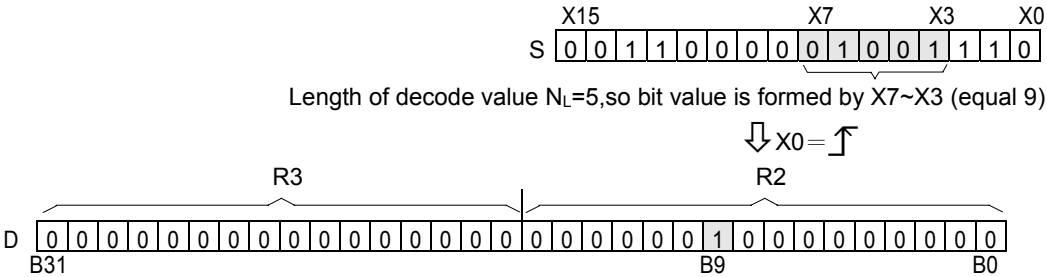 X15 X7 X3 X0
S 0 0 1 1 0 0 0 0 0 1 0 0 1 1 1 0
Length of decode value NL=5,so bit value is formed by X7~X3 (equal 9)
X0=
R3 R2
D 0 0 0 0 0 0 0 0 0 0 0 0 0 0 0 0 0 0 0 0 0 0 1 0 0 0 0 0 0 0 0 0
B31 B9 B0